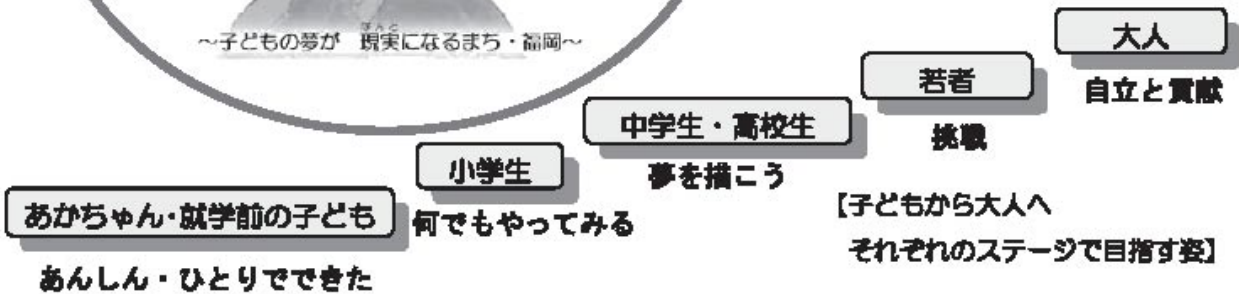 ～子どもの夢が 現実になるまち・福岡～
ほんと
大人
自立と貢献
若者
挑戦
中学生・高校生
夢を描こう
小学生
何でもやってみる
あかちゃん・就学前の子ども
あんしん・ひとりでできた
【子どもから大人へ
それぞれのステージで目指す姿】